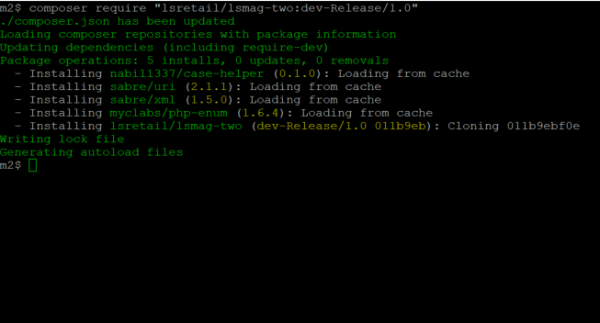 m2$ composer require "lsretail/lsmag-two:dev-Release/1.0"
./composer.json has been updated
Loading composer repositories with package information
Updating dependencies (including require-dev)
Package operations: 5 installs, 0 updates, 0 removals
- Installing nabill337/case-helper (0.1.0): Loading from cache
- Installing sabre/uri (2.1.1): Loading from cache
- Installing sabre/xml (1.5.0): Loading from cache
- Installing myclabs/php-enum (1.6.4): Loading from cache
- Installing lsretail/lsmag-two (dev-Release/1.0 011b9eb): Cloning 011b9ebf0e
Writing lock file
Generating autoload files
m2$